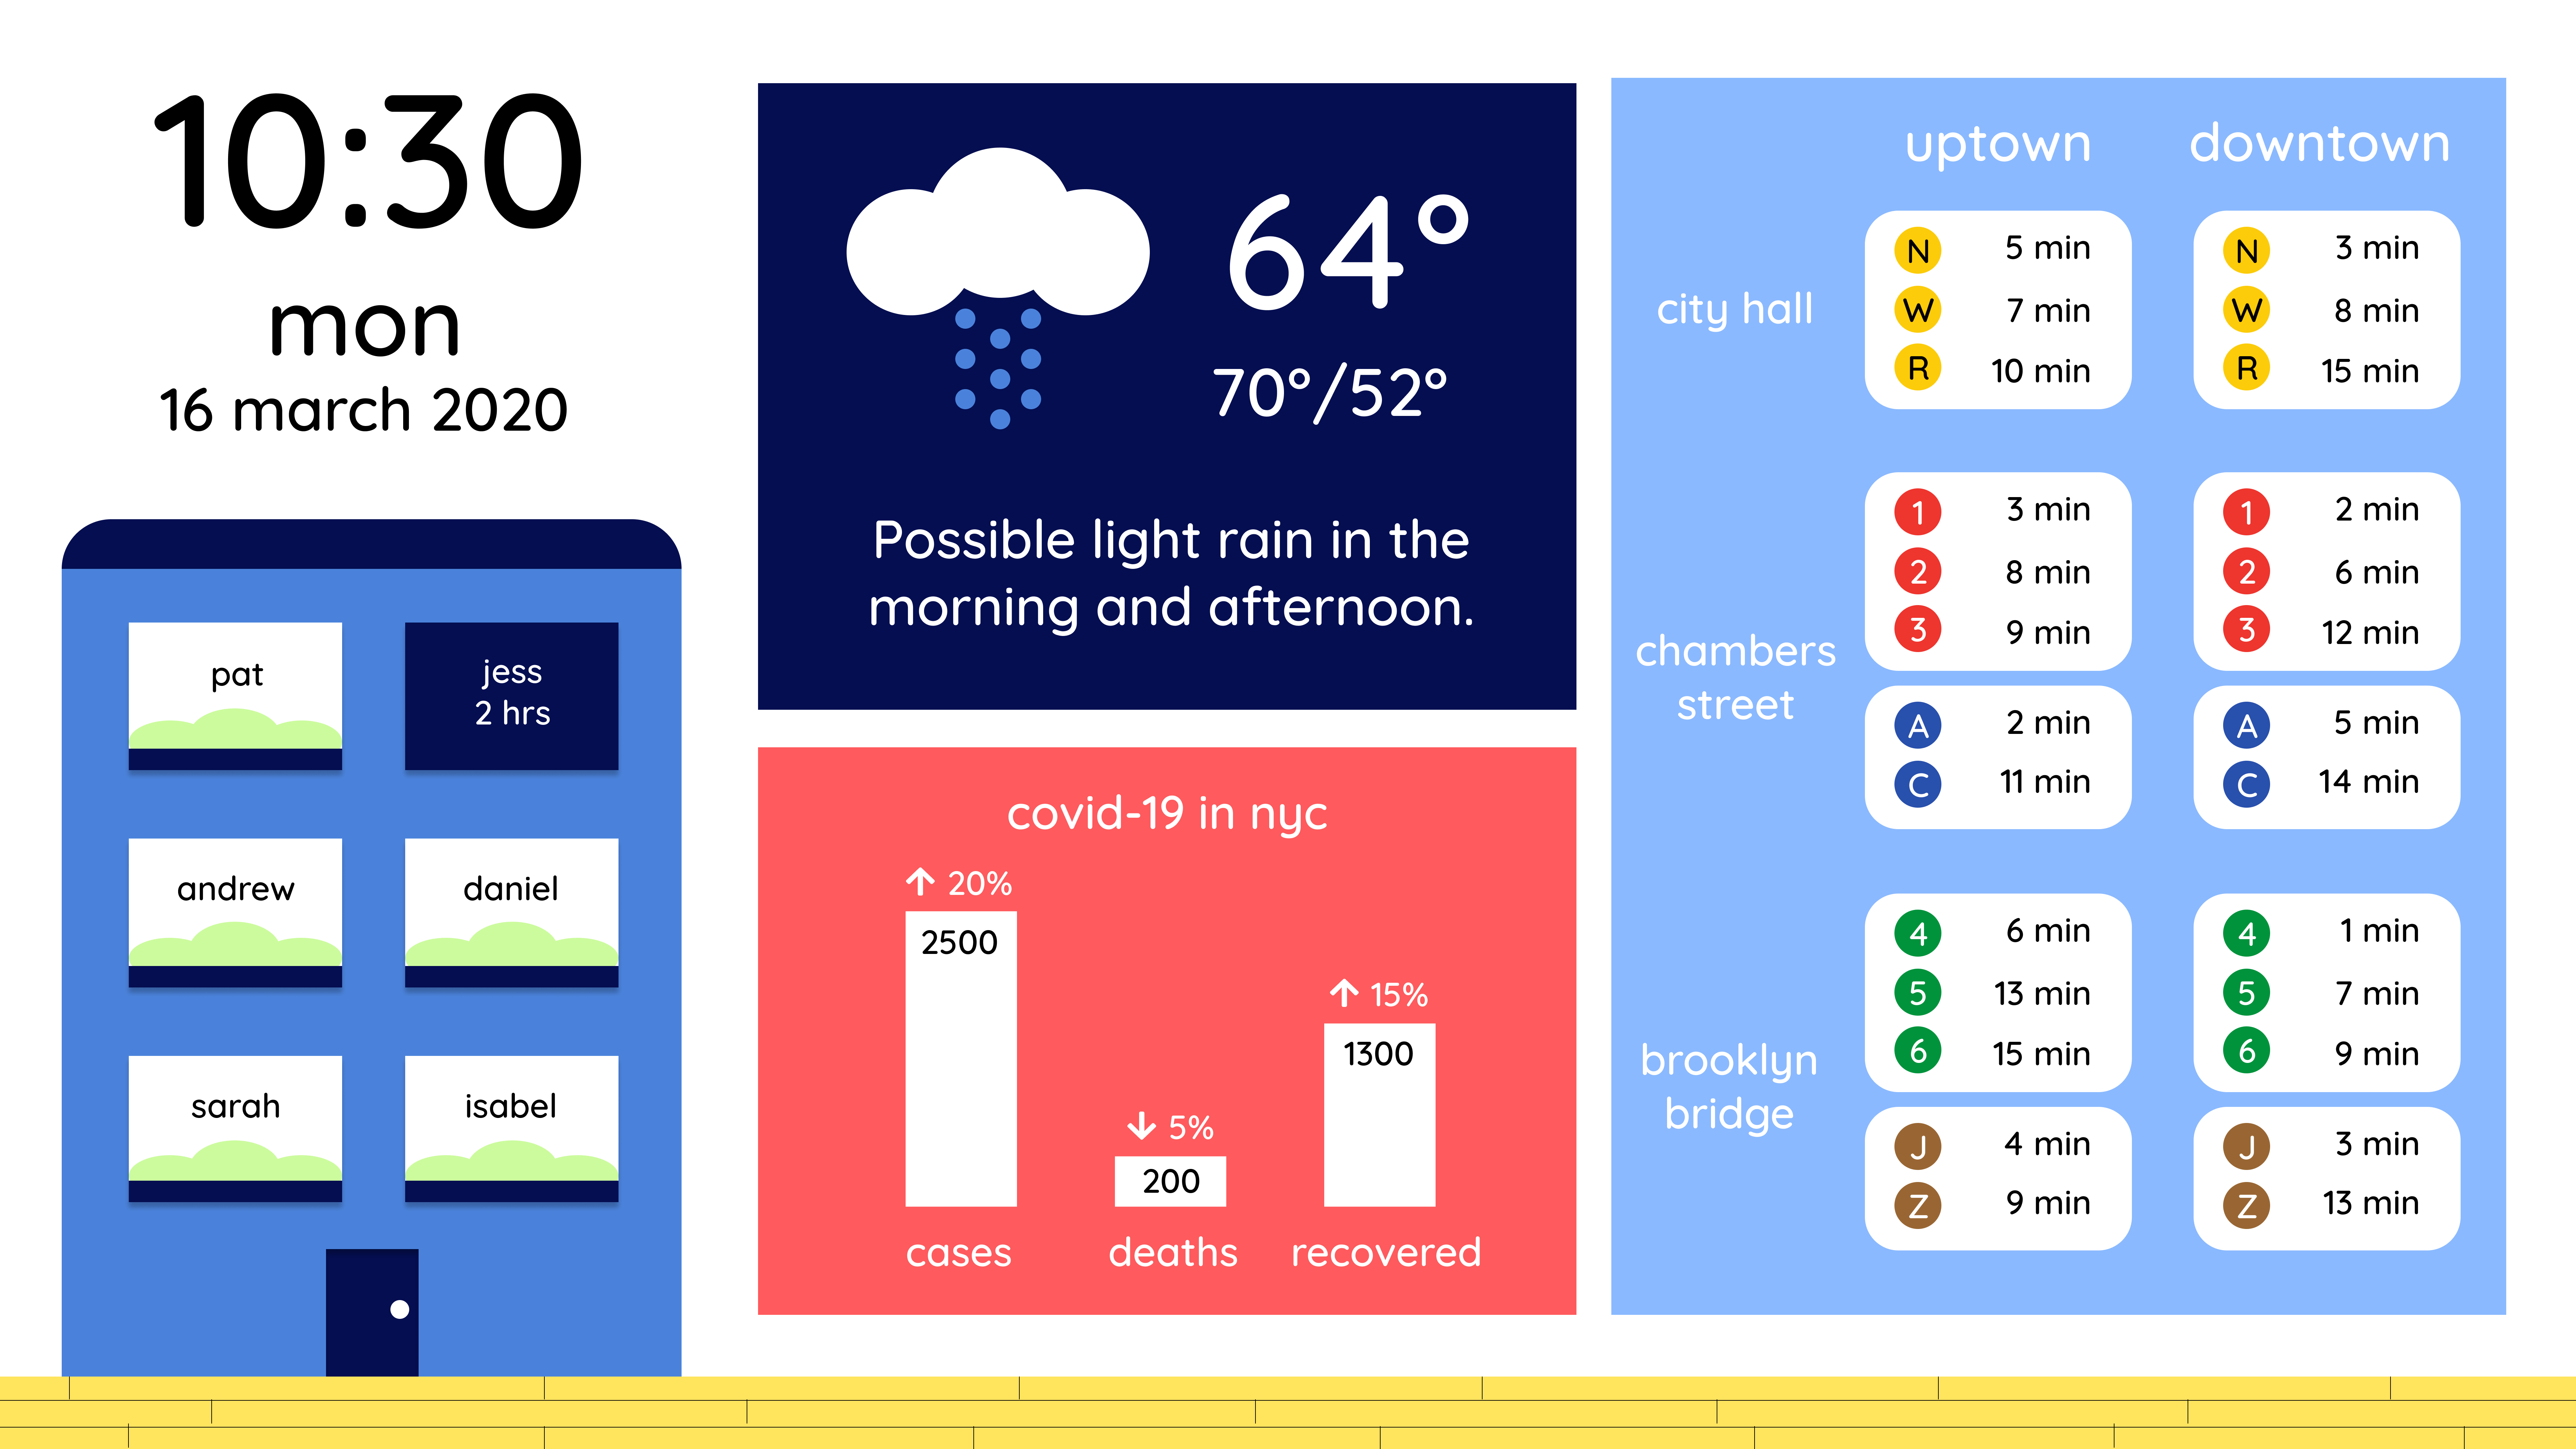 10:30
mon
16 march 2020
pat
jess
2 hrs
andrew
daniel
sarah
isabel
64°
70°/52°
Possible light rain in the
morning and afternoon.
covid-19 in nyc
↑ 20%
2500
cases
↓ 5%
200
deaths
↑ 15%
1300
recovered
uptown downtown
city hall
N 5 min N 3 min
W 7 min W 8 min
R 10 min R 15 min
chambers
street
1 3 min 1 2 min
2 8 min 2 6 min
3 9 min 3 12 min
A 2 min A 5 min
C 11 min C 14 min
brooklyn
bridge
4 6 min 4 1 min
5 13 min 5 7 min
6 15 min 6 9 min
J 4 min J 3 min
Z 9 min Z 13 min